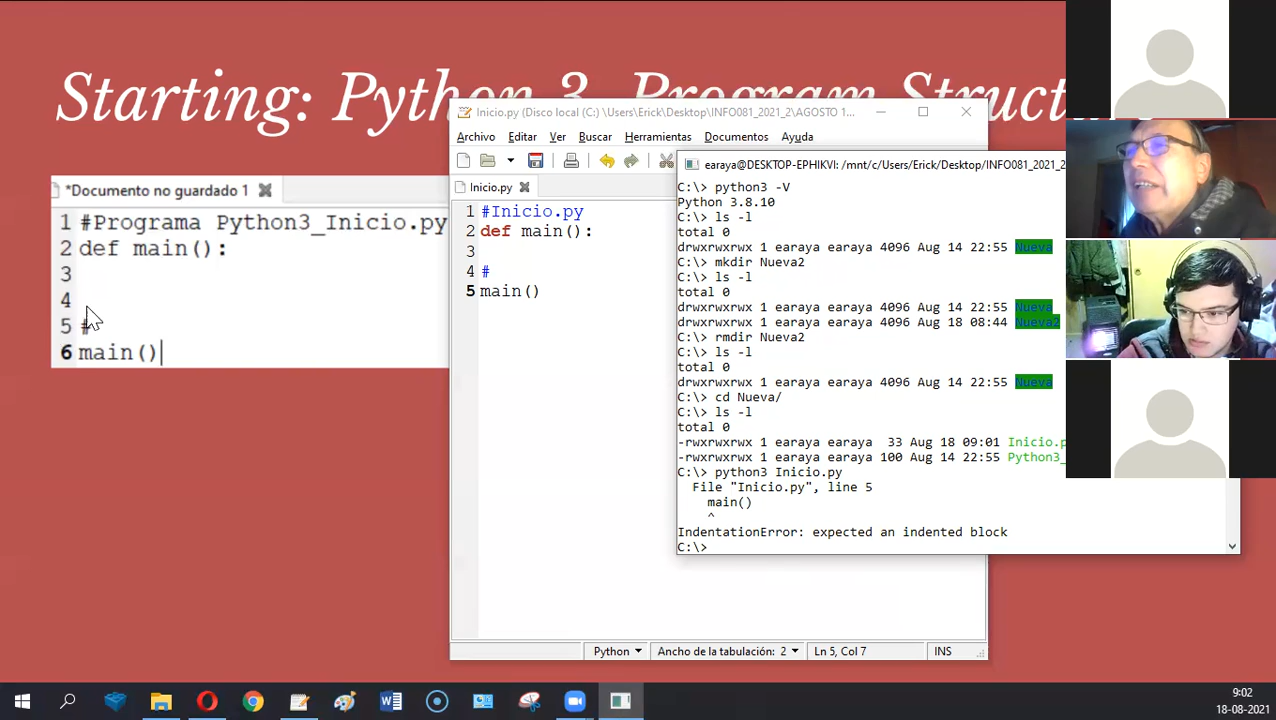 Starting: Python 3, Program Struct
*Documento no guardado 1
1 #Programa Python3_Inicio.py
2 def main():
3
4
5 #
6 main()
Inicio.py (Disco local (C:) \Users\Erick\Desktop\INFO081_2021_2\AGOSTO 1...
Archivo Editar Ver Buscar Herramientas Documentos Ayuda
Inicio.py
1 #Inicio.py
2 def main():
3
4 #
5 main()
Python Ancho de la tabulación: 2 Ln 5, Col 7 INS
earaya@DESKTOP-EPHIKVI: /mnt/c/Users/Erick/Desktop/INFO081_2021_2
C:\> python3 -V
Python 3.8.10
C:\> ls -l
total 0
drwxrwxrwx 1 earaya earaya 4096 Aug 14 22:55 Nueva
C:\> mkdir Nueva2
C:\> ls -l
total 0
drwxrwxrwx 1 earaya earaya 4096 Aug 14 22:55 Nueva
drwxrwxrwx 1 earaya earaya 4096 Aug 18 08:44 Nueva2
C:\> rmdir Nueva2
C:\> ls -l
total 0
drwxrwxrwx 1 earaya earaya 4096 Aug 14 22:55 Nueva
C:\> cd Nueva/
C:\> ls -l
total 0
-rwxrwxrwx 1 earaya earaya 33 Aug 18 09:01 Inicio.p
-rwxrwxrwx 1 earaya earaya 100 Aug 14 22:55 Python3_
C:\> python3 Inicio.py
File "Inicio.py", line 5
main()
^
IndentationError: expected an indented block
C:\>
9:02
18-08-2021